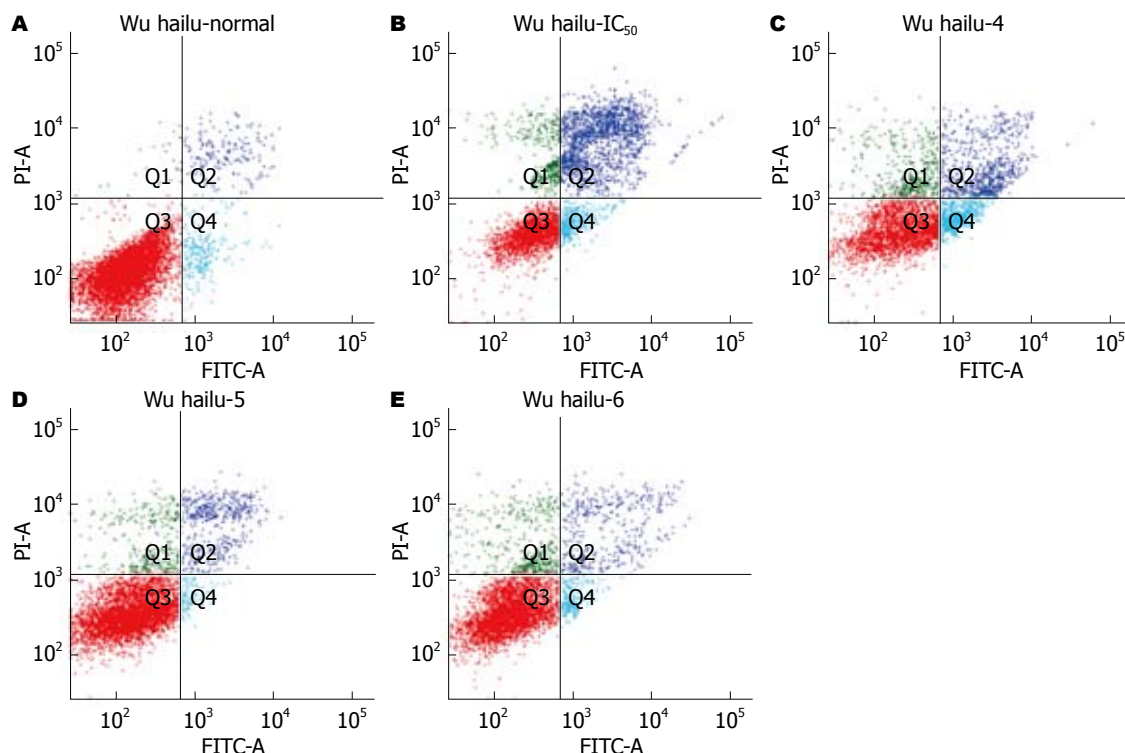 A Wu hailu-normal
10⁵
10⁴
PI-A
Q1 Q2
10³
Q3 Q4
10²
10² 10³ 10⁴ 10⁵
FITC-A
B Wu hailu-IC₅₀
10⁵
10⁴
PI-A
Q1 Q2
10³
Q3 Q4
10²
10² 10³ 10⁴ 10⁵
FITC-A
C Wu hailu-4
10⁵
10⁴
PI-A
Q1 Q2
10³
Q3 Q4
10²
10² 10³ 10⁴ 10⁵
FITC-A
D Wu hailu-5
10⁵
10⁴
PI-A
Q1 Q2
10³
Q3 Q4
10²
10² 10³ 10⁴ 10⁵
FITC-A
E Wu hailu-6
10⁵
10⁴
PI-A
Q1 Q2
10³
Q3 Q4
10²
10² 10³ 10⁴ 10⁵
FITC-A